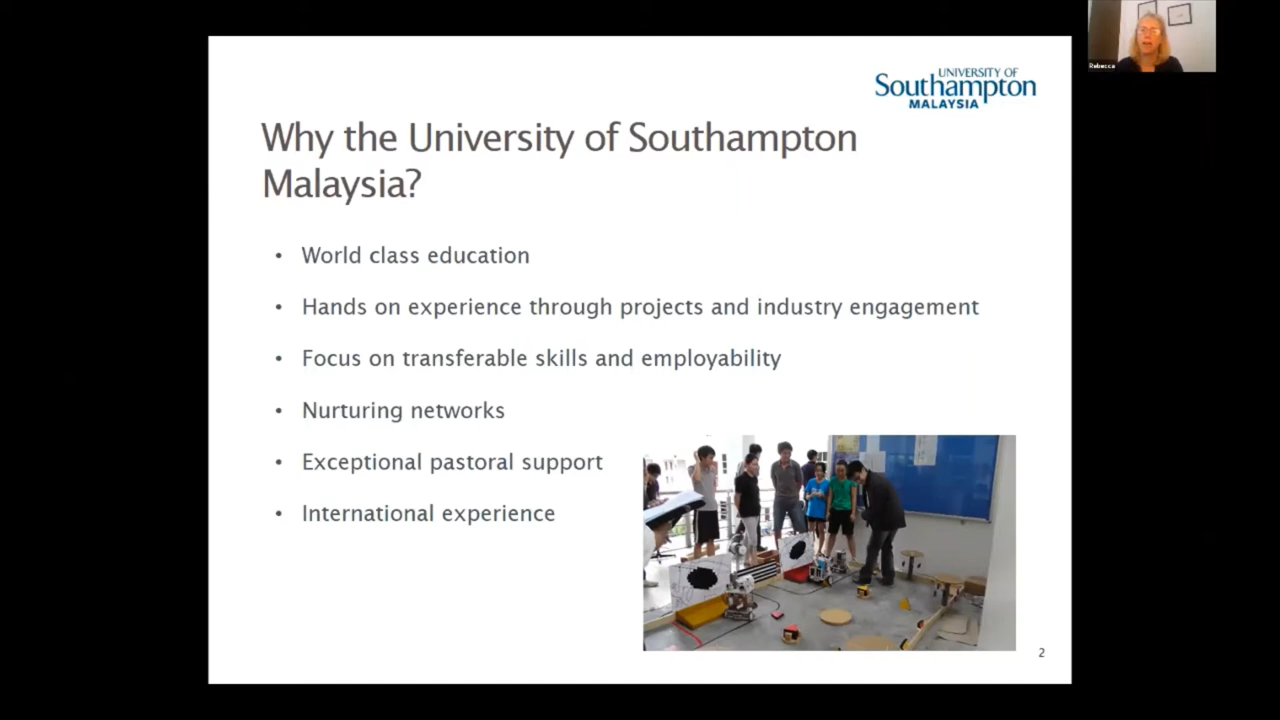 Rebecca
UNIVERSITY OF
Southampton
MALAYSIA
Why the University of Southampton
Malaysia?
• World class education
• Hands on experience through projects and industry engagement
• Focus on transferable skills and employability
• Nurturing networks
• Exceptional pastoral support
• International experience
2